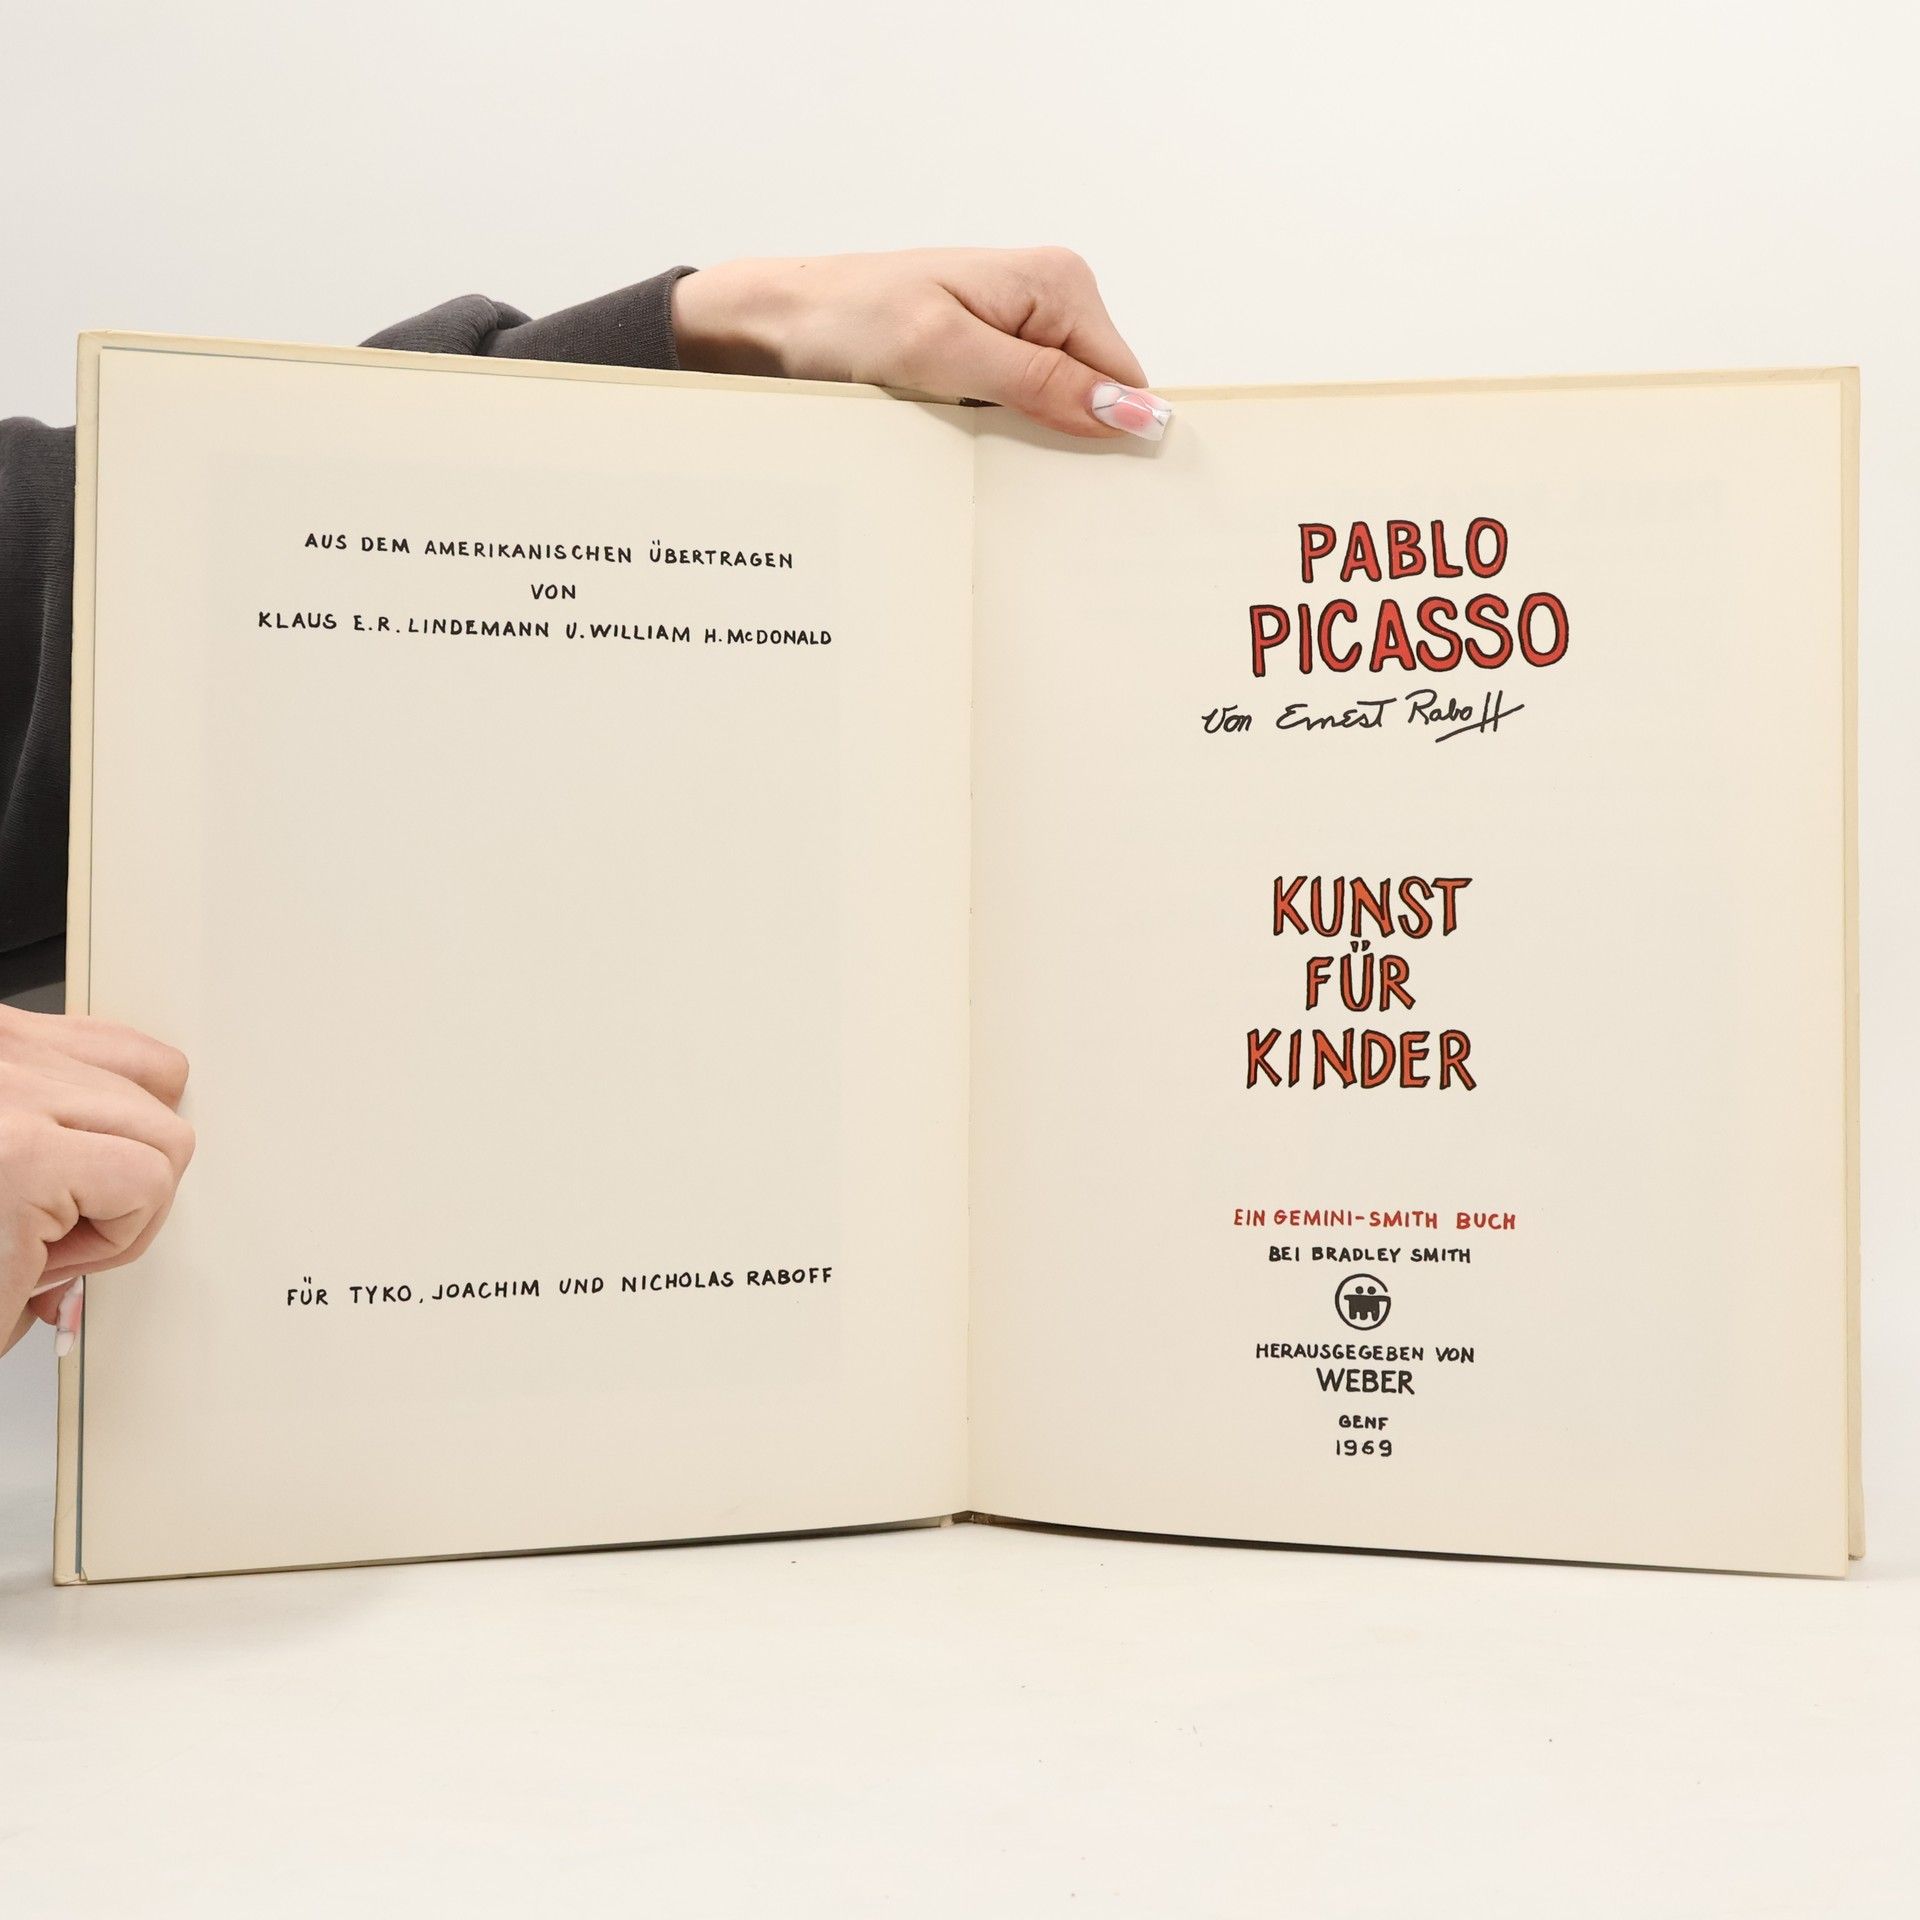 AUS DEM AMERIKANISCHEN ÜBERTRAGEN
VON
KLAUS E.R. LINDEMANN U. WILLIAM H. McDONALD
FÜR TYKO, JOACHIM UND NICHOLAS RABOFF
PABLO
PICASSO
von Ernest Raboff
KUNST
FÜR
KINDER
EIN GEMINI-SMITH BUCH
BEI BRADLEY SMITH
HERAUSGEGEBEN VON
WEBER
GENF
1969